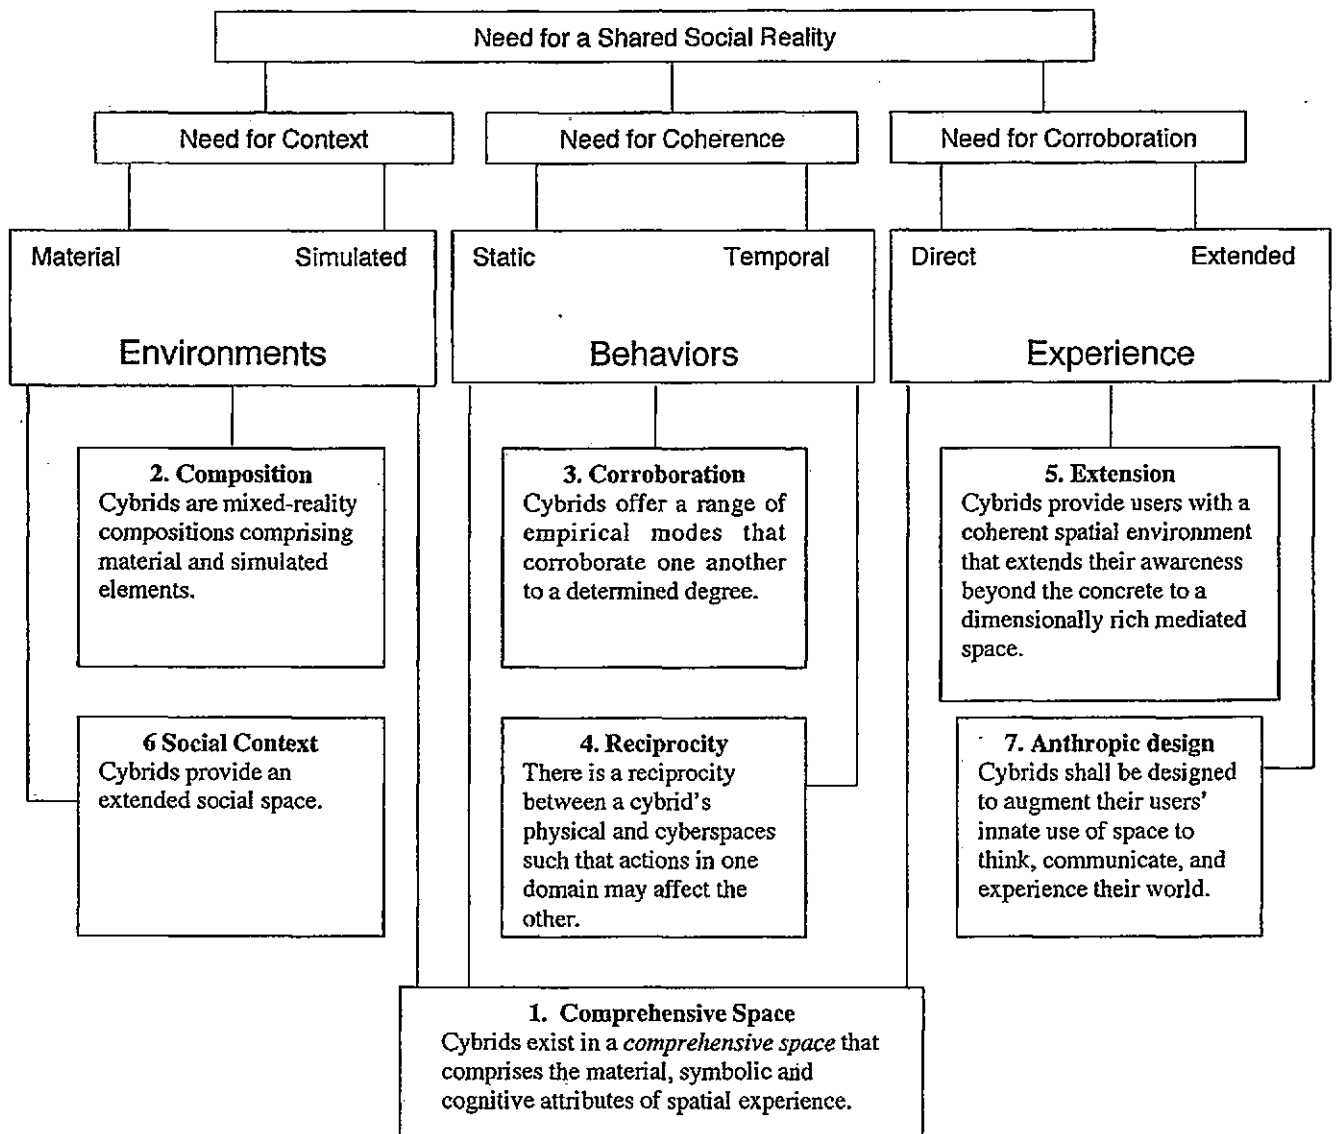 Need for a Shared Social Reality
Need for Context
Need for Coherence
Need for Corroboration
Material
Simulated
Environments
Static
Temporal
Behaviors
Direct
Extended
Experience
2. Composition
Cybrids are mixed-reality
compositions comprising
material and simulated
elements.
3. Corroboration
Cybrids offer a range of
empirical modes that
corroborate one another
to a determined degree.
5. Extension
Cybrids provide users with a
coherent spatial environment
that extends their awareness
beyond the concrete to a
dimensionally rich mediated
space.
6 Social Context
Cybrids provide an
extended social space.
4. Reciprocity
There is a reciprocity
between a cybrid's
physical and cyberspaces
such that actions in one
domain may affect the
other.
7. Anthropic design
Cybrids shall be designed
to augment their users'
innate use of space to
think, communicate, and
experience their world.
1. Comprehensive Space
Cybrids exist in a comprehensive space that
comprises the material, symbolic and
cognitive attributes of spatial experience.